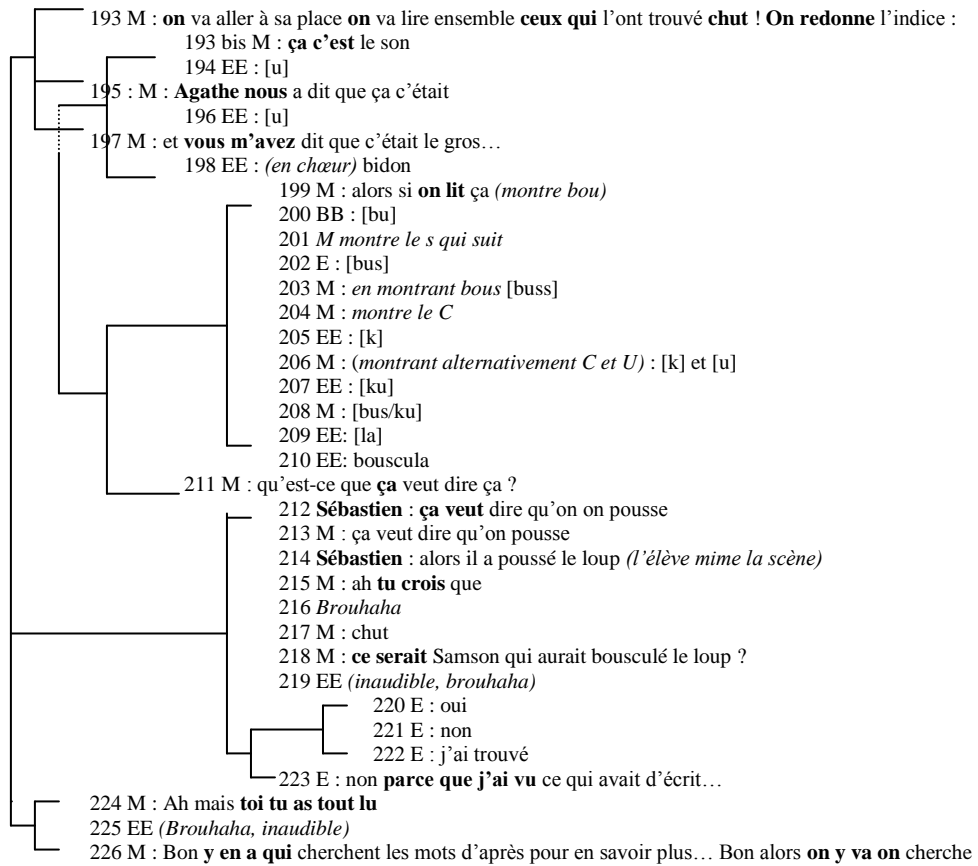 193 M : on va aller à sa place on va lire ensemble ceux qui l'ont trouvé chut ! On redonne l'indice :
193 bis M : ça c'est le son
194 EE : [u]
195 : M : Agathe nous a dit que ça c'était
196 EE : [u]
197 M : et vous m'avez dit que c'était le gros…
198 EE : (en chœur) bidon
199 M : alors si on lit ça (montre bou)
200 BB : [bu]
201 M montre le s qui suit
202 E : [bus]
203 M : en montrant bous [buss]
204 M : montre le C
205 EE : [k]
206 M : (montrant alternativement C et U) : [k] et [u]
207 EE : [ku]
208 M : [bus/ku]
209 EE: [la]
210 EE: bouscula
211 M : qu'est-ce que ça veut dire ça ?
212 Sébastien : ça veut dire qu'on on pousse
213 M : ça veut dire qu'on pousse
214 Sébastien : alors il a poussé le loup (l'élève mime la scène)
215 M : ah tu crois que
216 Brouhaha
217 M : chut
218 M : ce serait Samson qui aurait bousculé le loup ?
219 EE (inaudible, brouhaha)
220 E : oui
221 E : non
222 E : j'ai trouvé
223 E : non parce que j'ai vu ce qui avait d'écrit…
224 M : Ah mais toi tu as tout lu
225 EE (Brouhaha, inaudible)
226 M : Bon y en a qui cherchent les mots d'après pour en savoir plus… Bon alors on y va on cherche